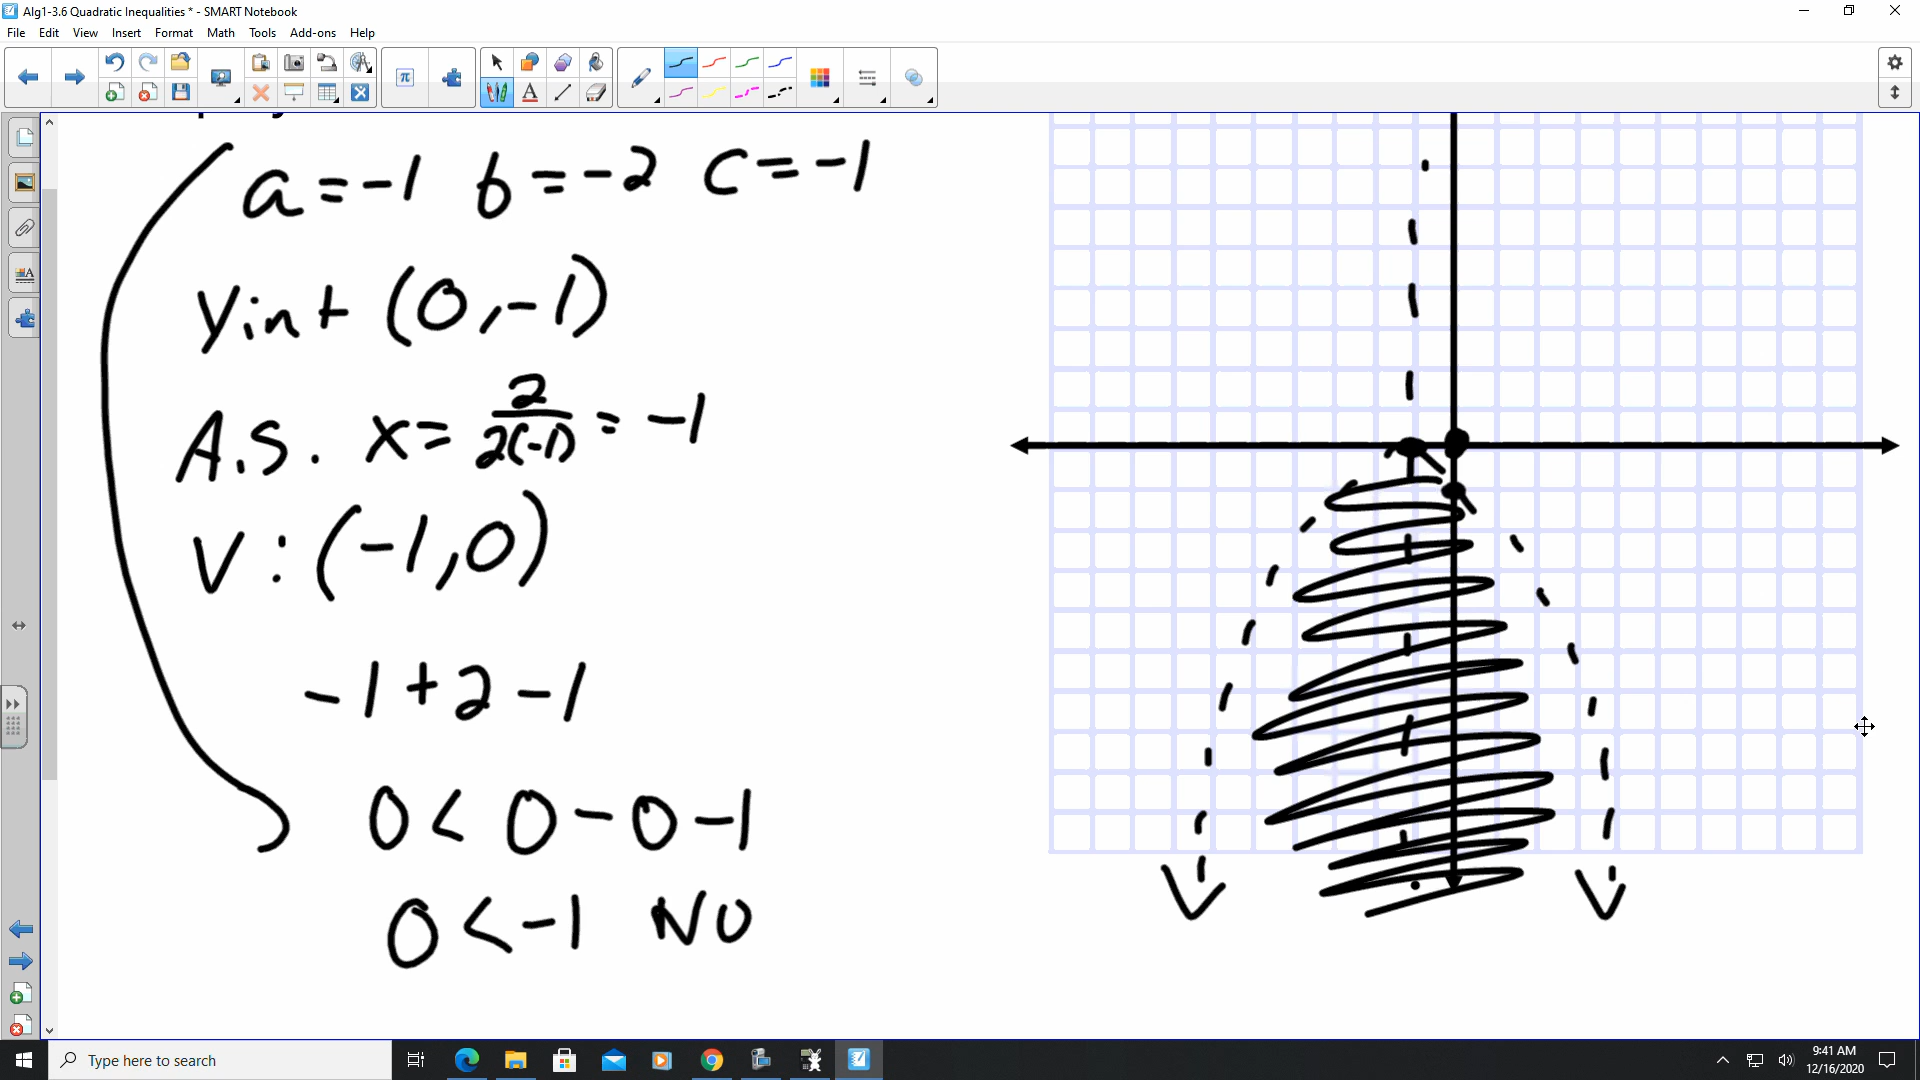 Alg1-3.6 Quadratic Inequalities * - SMART Notebook
File Edit View Insert Format Math Tools Add-ons Help
a = -1 b = -2 c = -1
yint (0, -1)
A.S. x = 2/2(-1) = -1
V : (-1, 0)
-1 + 2 - 1
0 < 0 - 0 - 1
0 < -1 NO
Type here to search
9:41 AM
12/16/2020